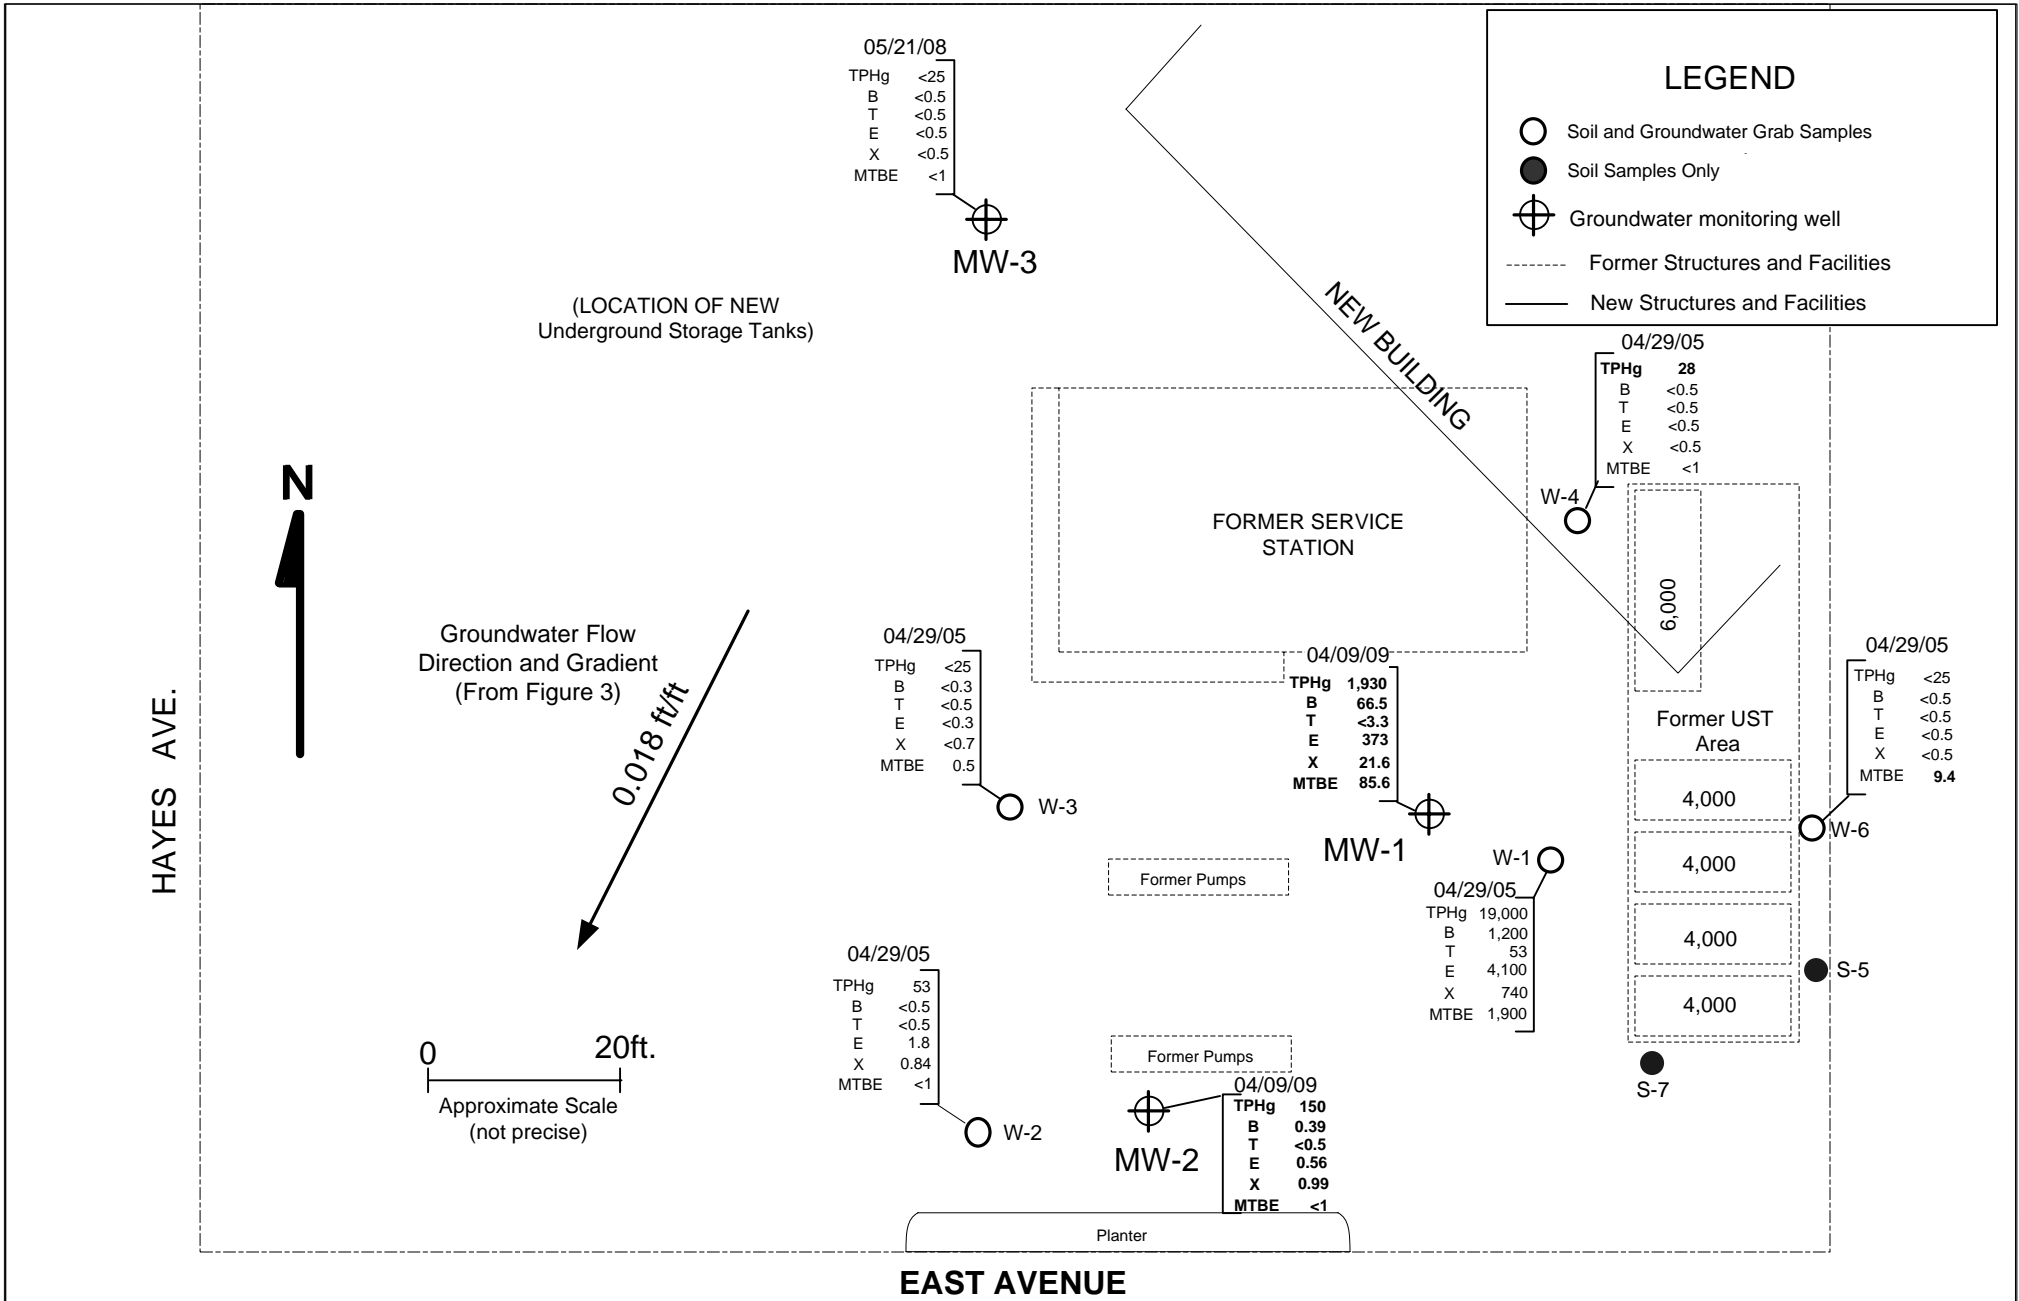 05/21/08
TPHg <25
B <0.5
T <0.5
E <0.5
X <0.5
MTBE <1
MW-3
LEGEND
Soil and Groundwater Grab Samples
Soil Samples Only
Groundwater monitoring well
Former Structures and Facilities
New Structures and Facilities
(LOCATION OF NEW
Underground Storage Tanks)
NEW BUILDING
04/29/05
TPHg 28
B <0.5
T <0.5
E <0.5
X <0.5
MTBE <1
W-4
N
FORMER SERVICE
STATION
6,000
Groundwater Flow
Direction and Gradient
(From Figure 3)
0.018 ft/ft
HAYES AVE.
04/29/05
TPHg <25
B <0.3
T <0.5
E <0.3
X <0.7
MTBE 0.5
W-3
04/09/09
TPHg 1,930
B 66.5
T <3.3
E 373
X 21.6
MTBE 85.6
MW-1
04/29/05
TPHg <25
B <0.5
T <0.5
E <0.5
X <0.5
MTBE 9.4
W-6
Former UST
Area
4,000
4,000
4,000
4,000
Former Pumps
W-1
04/29/05
TPHg 19,000
B 1,200
T 53
E 4,100
X 740
MTBE 1,900
S-5
S-7
04/29/05
TPHg 53
B <0.5
T <0.5
E 1.8
X 0.84
MTBE <1
W-2
0 20ft.
Approximate Scale
(not precise)
Former Pumps
04/09/09
TPHg 150
B 0.39
T <0.5
E 0.56
X 0.99
MTBE <1
MW-2
Planter
EAST AVENUE